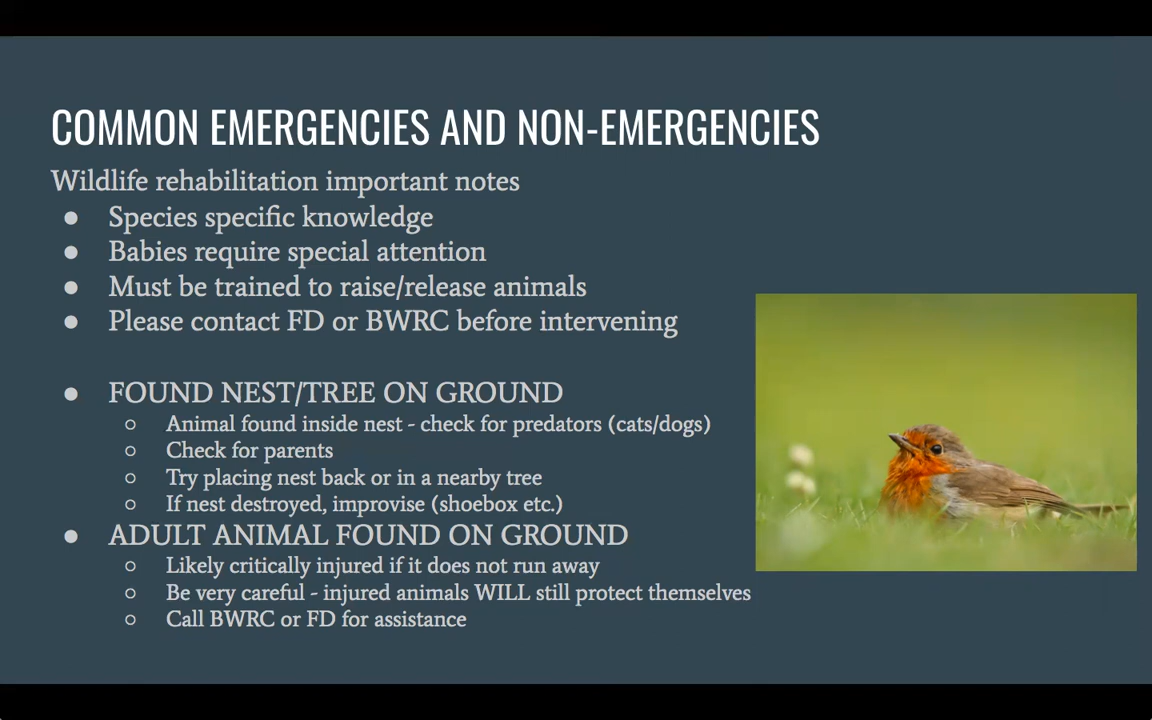 COMMON EMERGENCIES AND NON-EMERGENCIES
Wildlife rehabilitation important notes
● Species specific knowledge
● Babies require special attention
● Must be trained to raise/release animals
● Please contact FD or BWRC before intervening
● FOUND NEST/TREE ON GROUND
○ Animal found inside nest - check for predators (cats/dogs)
○ Check for parents
○ Try placing nest back or in a nearby tree
○ If nest destroyed, improvise (shoebox etc.)
● ADULT ANIMAL FOUND ON GROUND
○ Likely critically injured if it does not run away
○ Be very careful - injured animals WILL still protect themselves
○ Call BWRC or FD for assistance